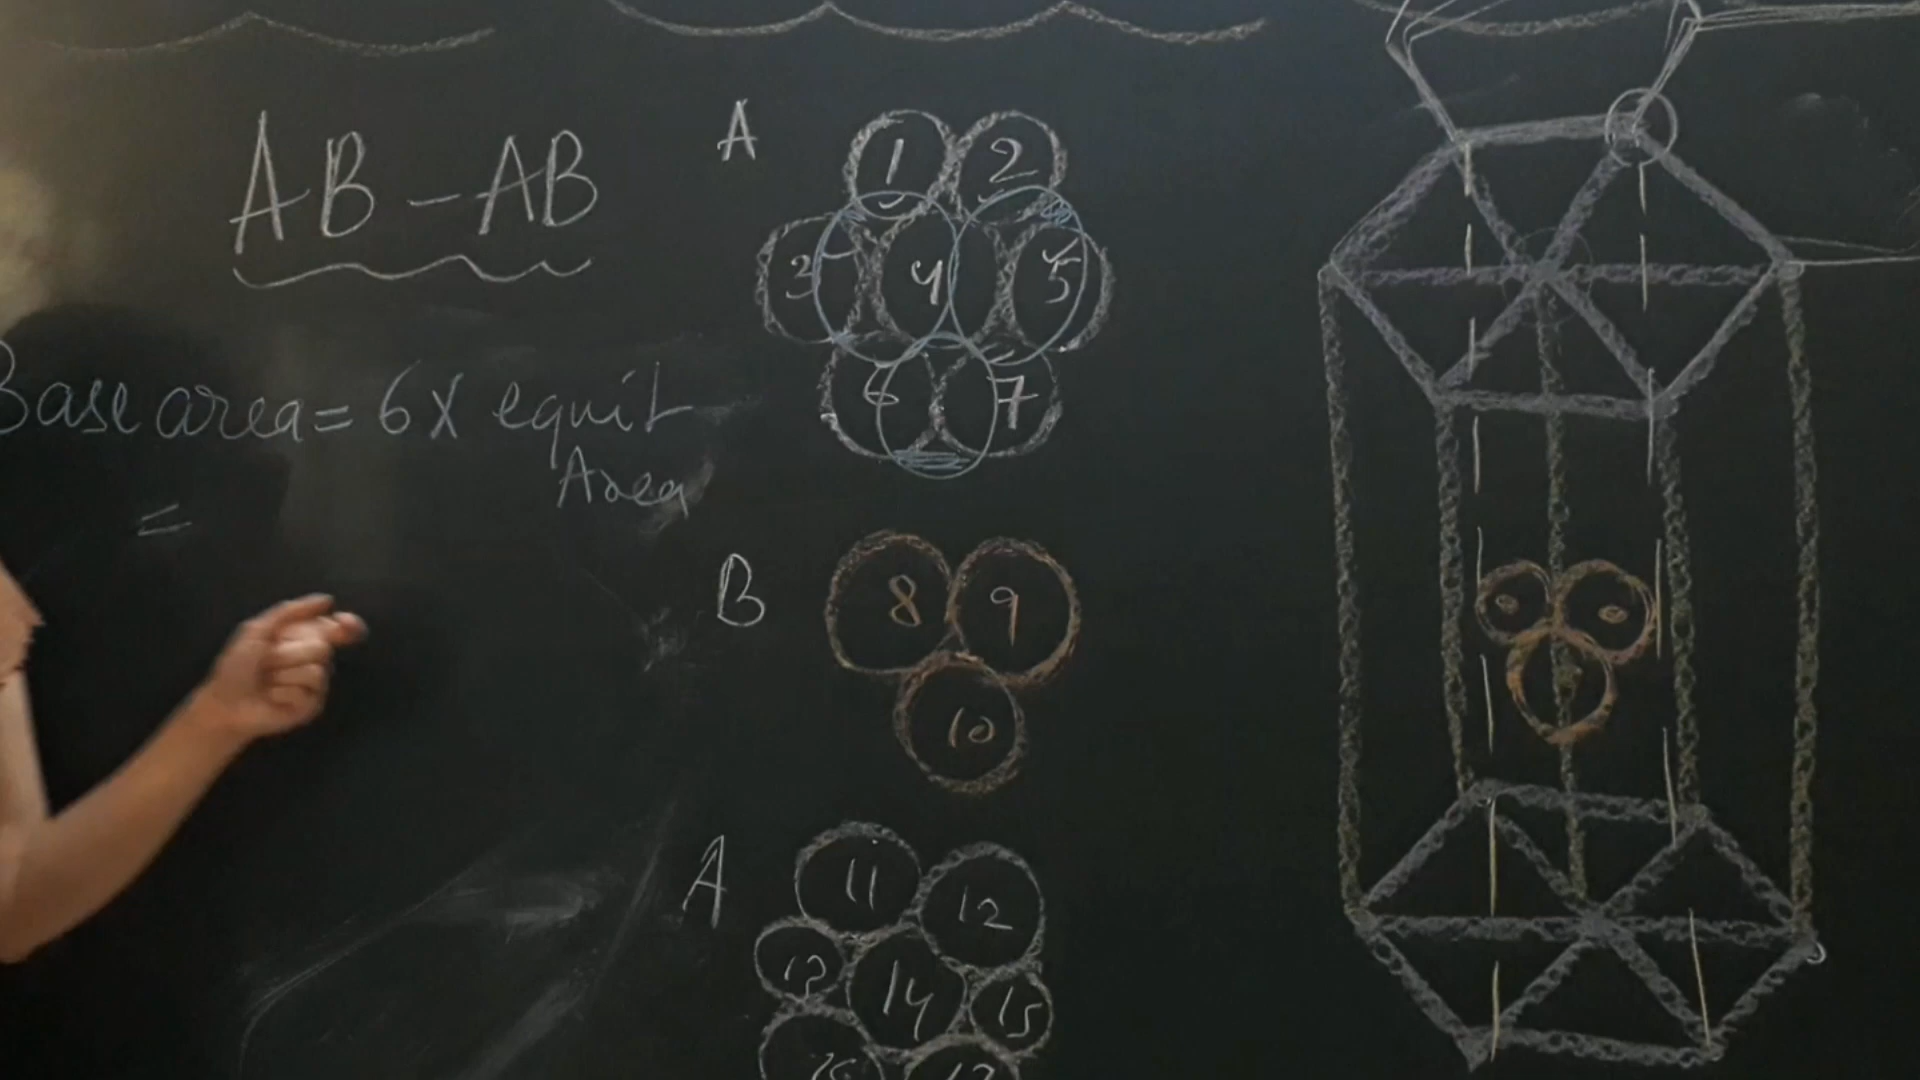 AB - AB
Base area = 6 x equil
Area
=
A
1 2
3 4 5
6 7
B
8 9
10
A
11 12
13 14 15